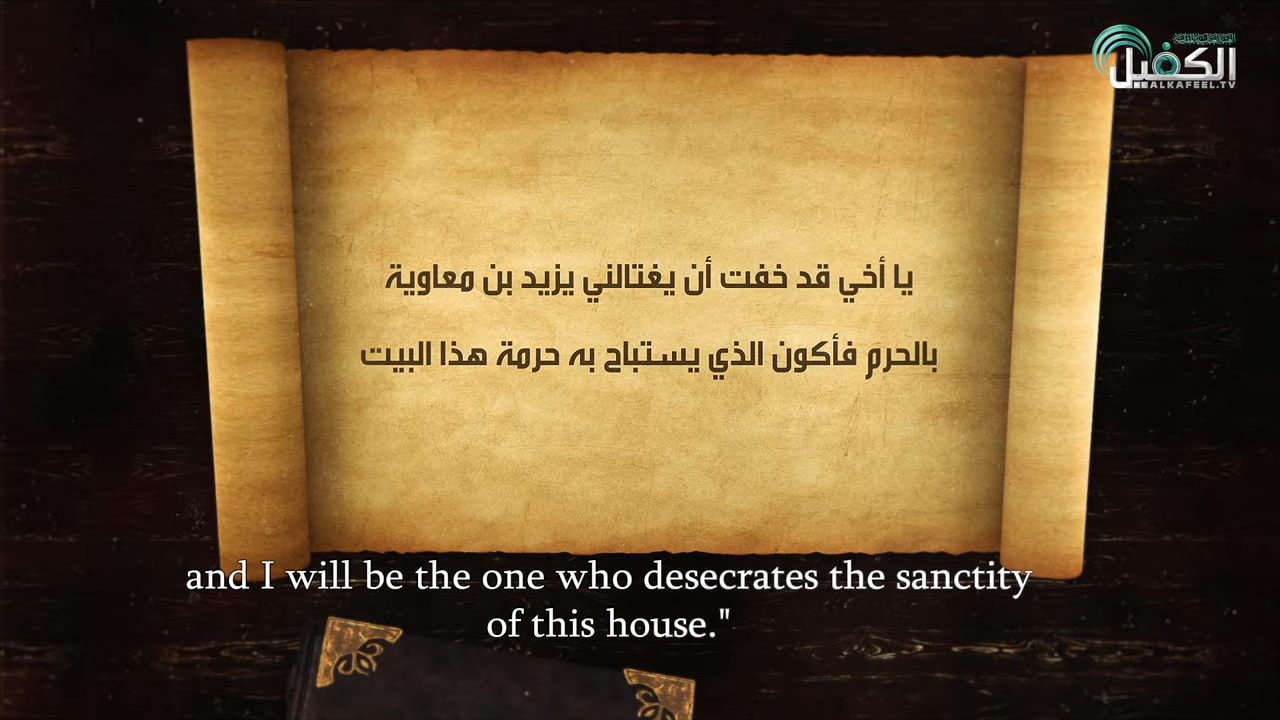 الكفيل
ALKAFEEL.TV
يا أخي قد خفت أن يغتالني يزيد بن معاوية
بالحرم فأكون الذي يستباح به حرمة هذا البيت
and I will be the one who desecrates the sanctity
of this house."